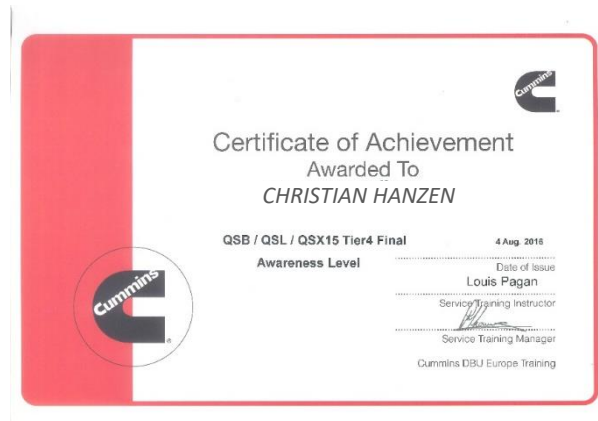 Cummins
Certificate of Achievement
Awarded To
CHRISTIAN HANZEN
QSB / QSL / QSX15 Tier4 Final
Awareness Level
4 Aug. 2016
Date of Issue
Louis Pagan
Service Training Instructor
Service Training Manager
Cummins DBU Europe Training
Cummins